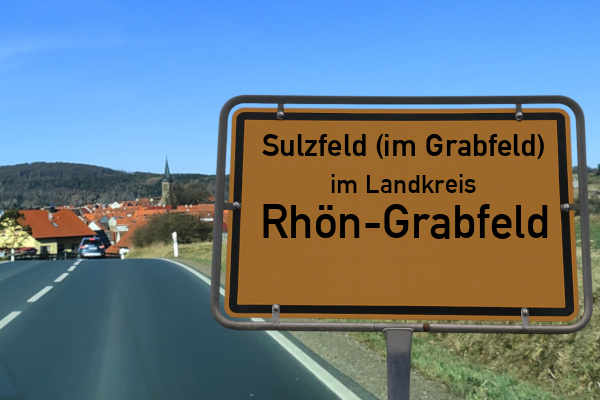 Sulzfeld (im Grabfeld)
im Landkreis
Rhön-Grabfeld